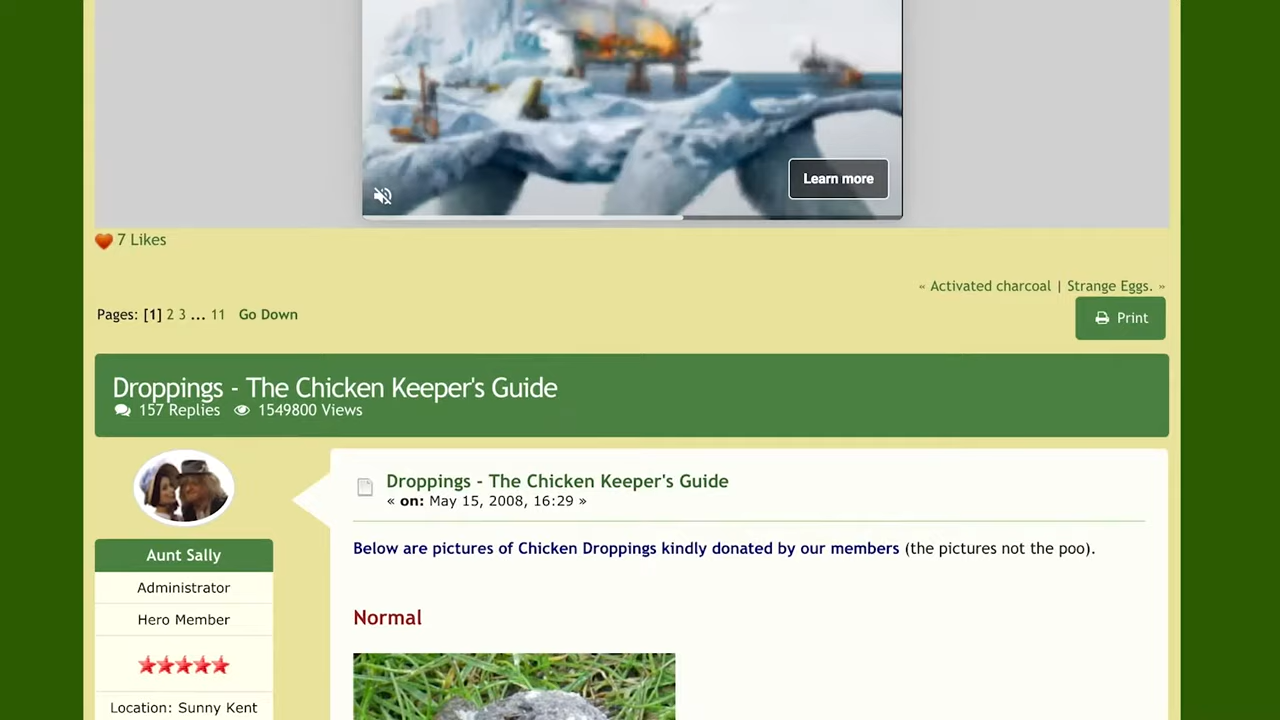 Learn more
7 Likes
« Activated charcoal | Strange Eggs. »
Pages: [1] 2 3 ... 11 Go Down
Print
Droppings - The Chicken Keeper's Guide
157 Replies 1549800 Views
Droppings - The Chicken Keeper's Guide
« on: May 15, 2008, 16:29 »
Aunt Sally
Administrator
Hero Member
Location: Sunny Kent
Below are pictures of Chicken Droppings kindly donated by our members (the pictures not the poo).
Normal